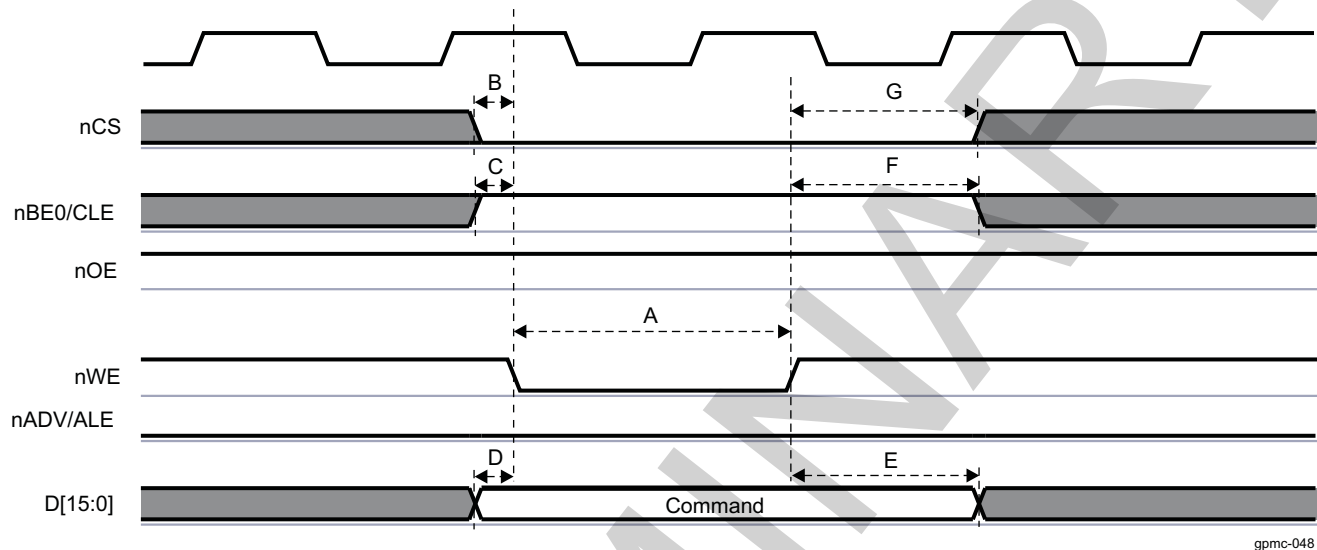 B
G
nCS
C
F
nBE0/CLE
nOE
A
nWE
nADV/ALE
D
E
D[15:0]
Command
gpmc-048